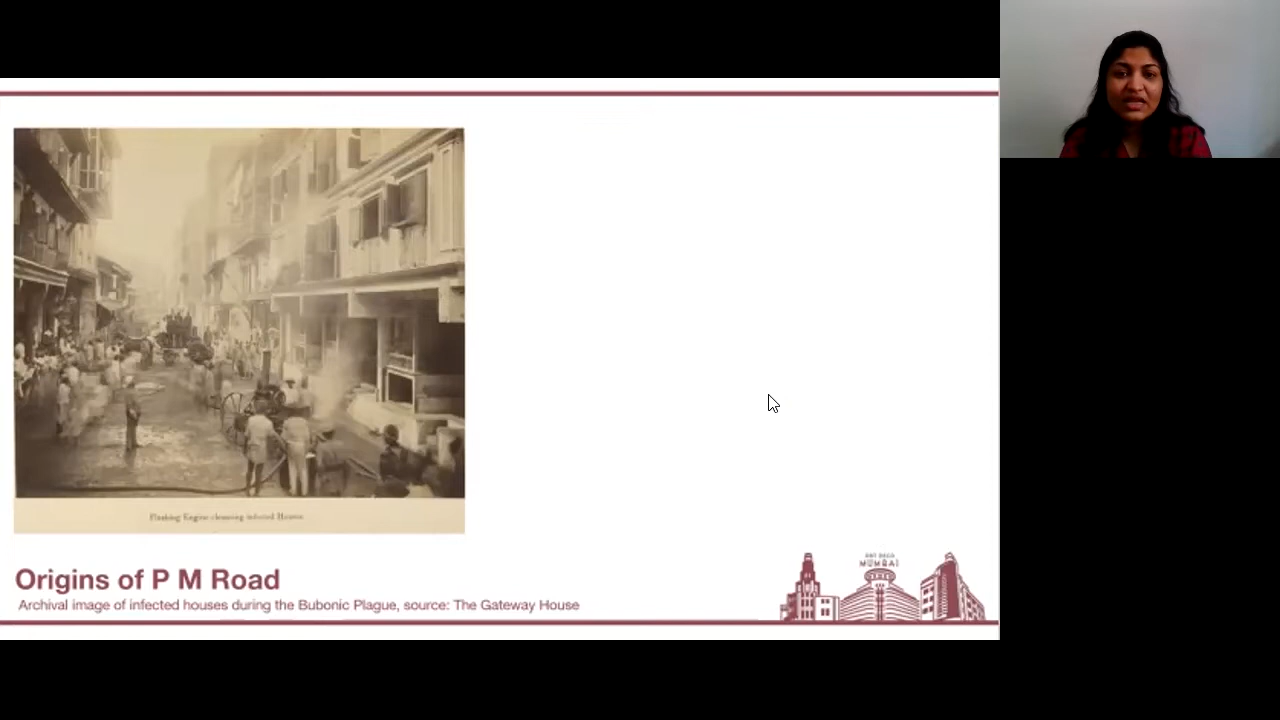 Flushing Engine cleansing infected Houses
Origins of P M Road
Archival image of infected houses during the Bubonic Plague, source: The Gateway House
ART DECO
MUMBAI